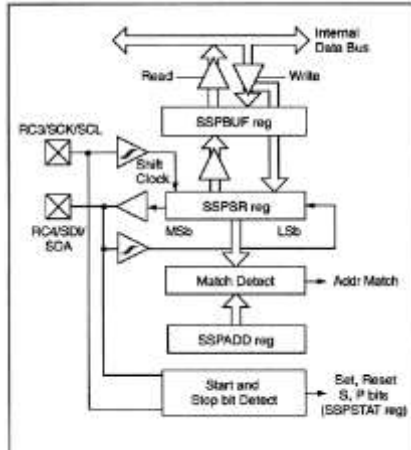 Internal
Data Bus
Read
Write
RC3/SCK/SCL
SSPBUF reg
Shift
Clock
SSPSR reg
RC4/SDI/
SDA
MSb
LSb
Match Detect
Addr Match
SSPADD reg
Start and
Stop bit Detect
Set, Reset
S, P bits
(SSPSTAT reg)